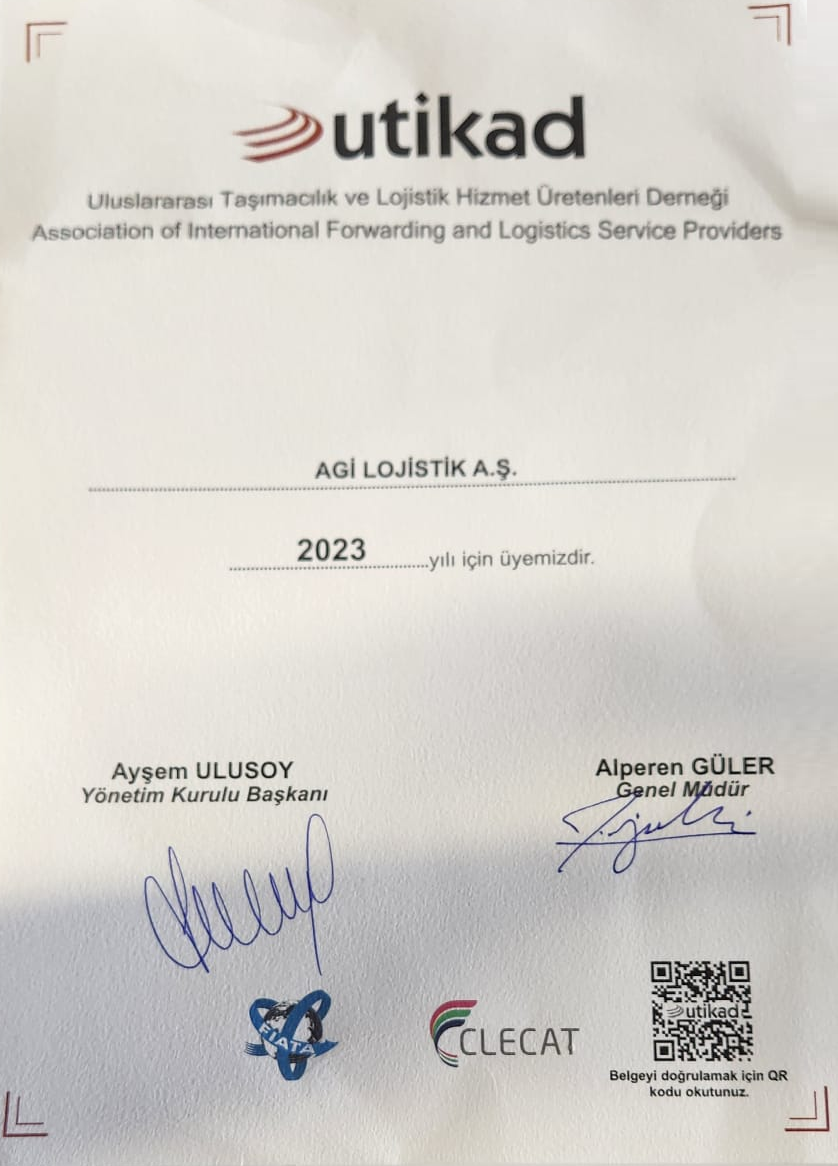 utikad
Uluslararası Taşımacılık ve Lojistik Hizmet Üretenleri Derneği
Association of International Forwarding and Logistics Service Providers
AGİ LOJİSTİK A.Ş.
2023 yılı için üyemizdir.
Ayşem ULUSOY
Yönetim Kurulu Başkanı
Alperen GÜLER
Genel Müdür
FIATA
CLECAT
utikad
Belgeyi doğrulamak için QR
kodu okutunuz.